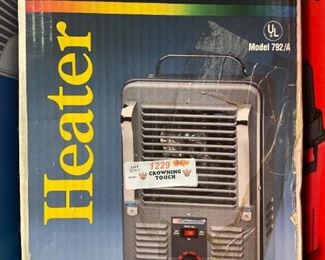 Heater
UL
Model 792/A
1229
CROWNING
TOUCH